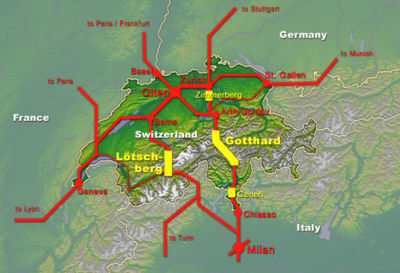 to Stuttgart
to Paris / Frankfurt
Germany
to Munich
Basel
Zurich
St. Gallen
to Paris
Olten
Zimmerberg
Arth-Goldau
France
Berne
Switzerland
Gotthard
Lötsch-
berg
Geneva
Ceneri
to Lyon
Chiasso
Italy
to Turin
Milan